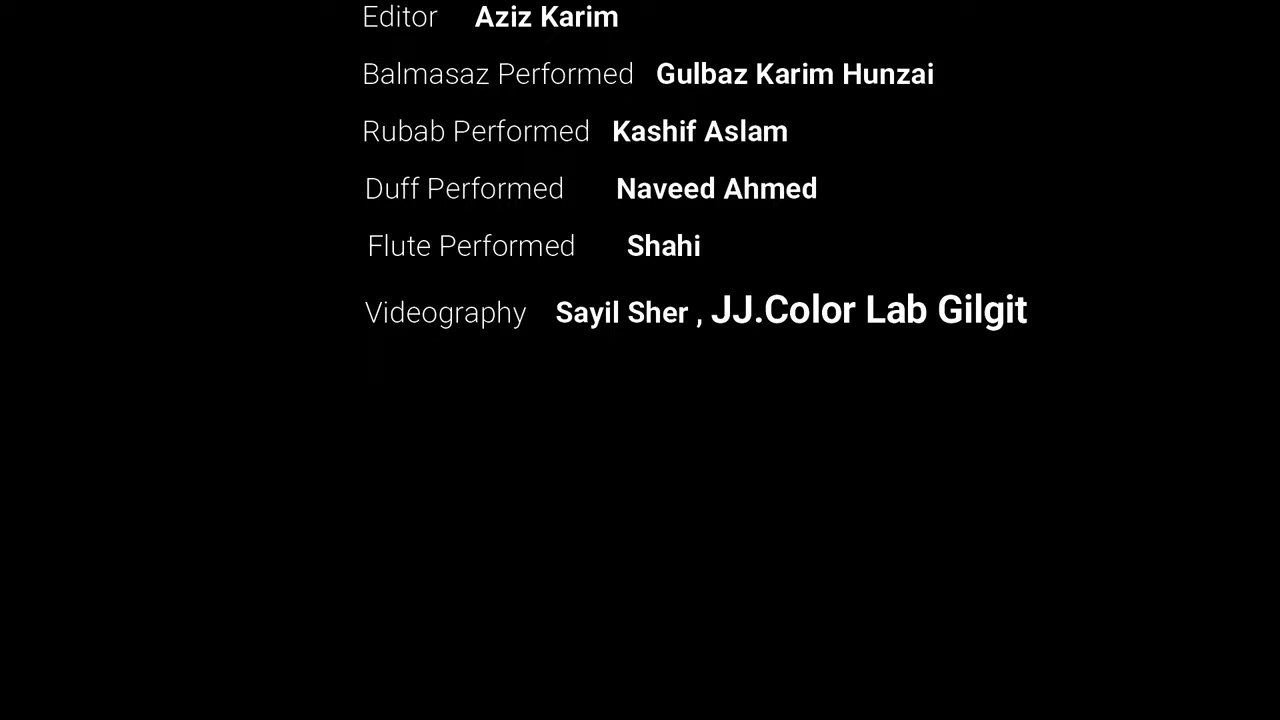 Editor Aziz Karim
Balmasaz Performed Gulbaz Karim Hunzai
Rubab Performed Kashif Aslam
Duff Performed Naveed Ahmed
Flute Performed Shahi
Videography Sayil Sher , JJ.Color Lab Gilgit